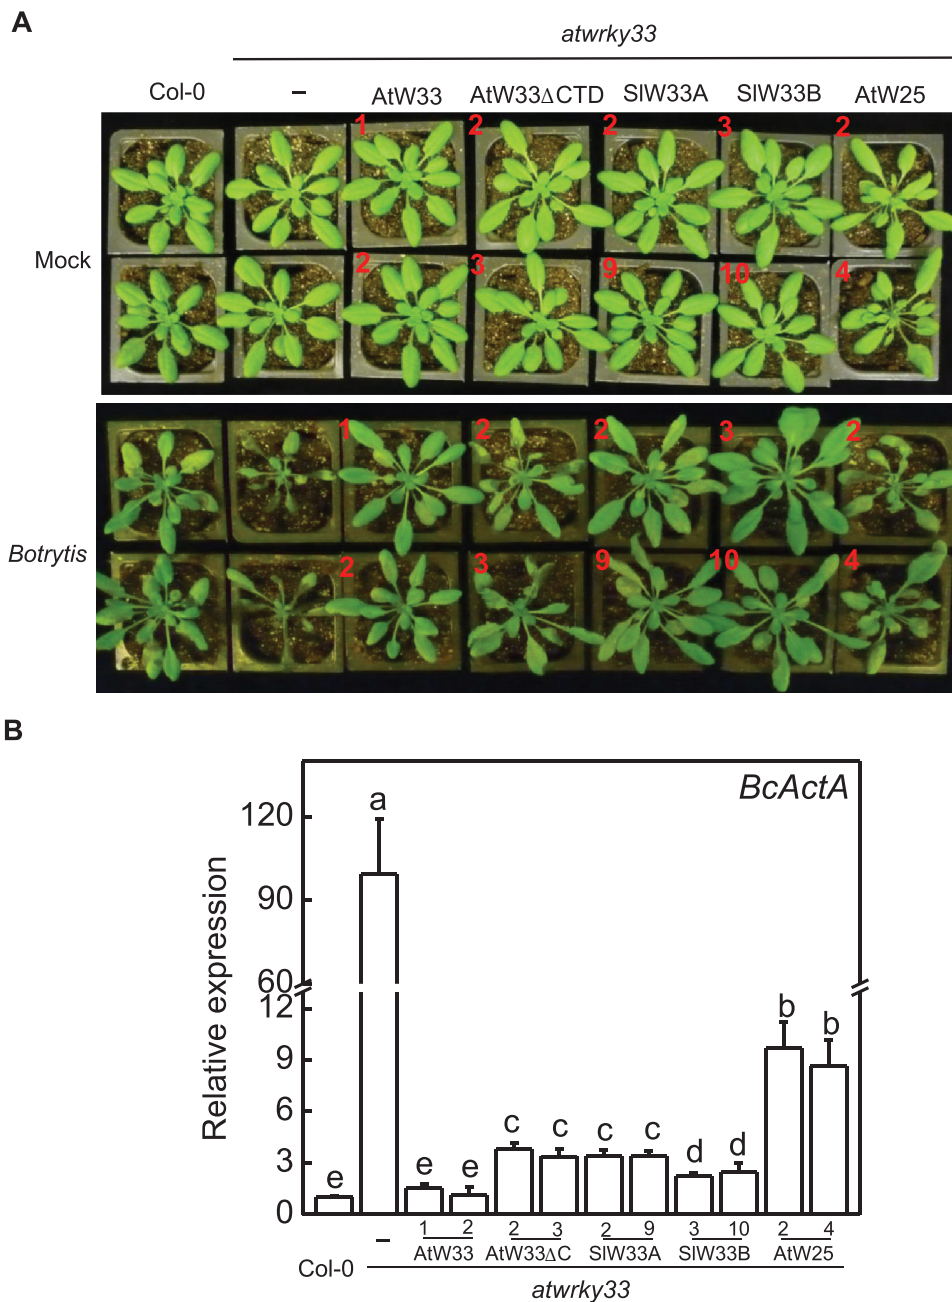 A
atwrky33
Col-0 – AtW33 AtW33ΔCTD SlW33A SlW33B AtW25
1 2 2 3 2
Mock
2 3 9 10 4
1 2 2 3 2
Botrytis
2 3 9 10 4
B
BcActA
Relative expression
120
90
60
12
9
6
3
0
a
b b
c c c c
d d
e e e
1 2 2 3 2 9 3 10 2 4
– AtW33 AtW33ΔC SlW33A SlW33B AtW25
Col-0
atwrky33